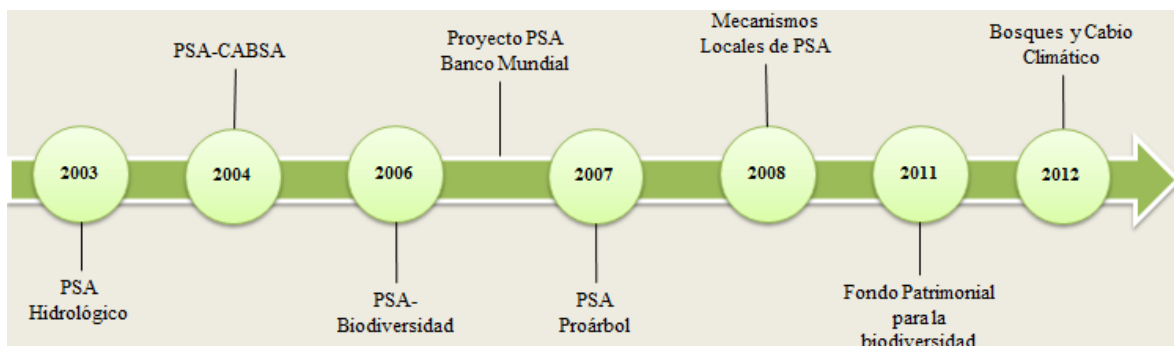 PSA-CABSA
Proyecto PSA
Banco Mundial
Mecanismos
Locales de PSA
Bosques y Cabio
Climático
2003
2004
2006
2007
2008
2011
2012
PSA
Hidrológico
PSA-
Biodiversidad
PSA
Proárbol
Fondo Patrimonial
para la
biodiversidad